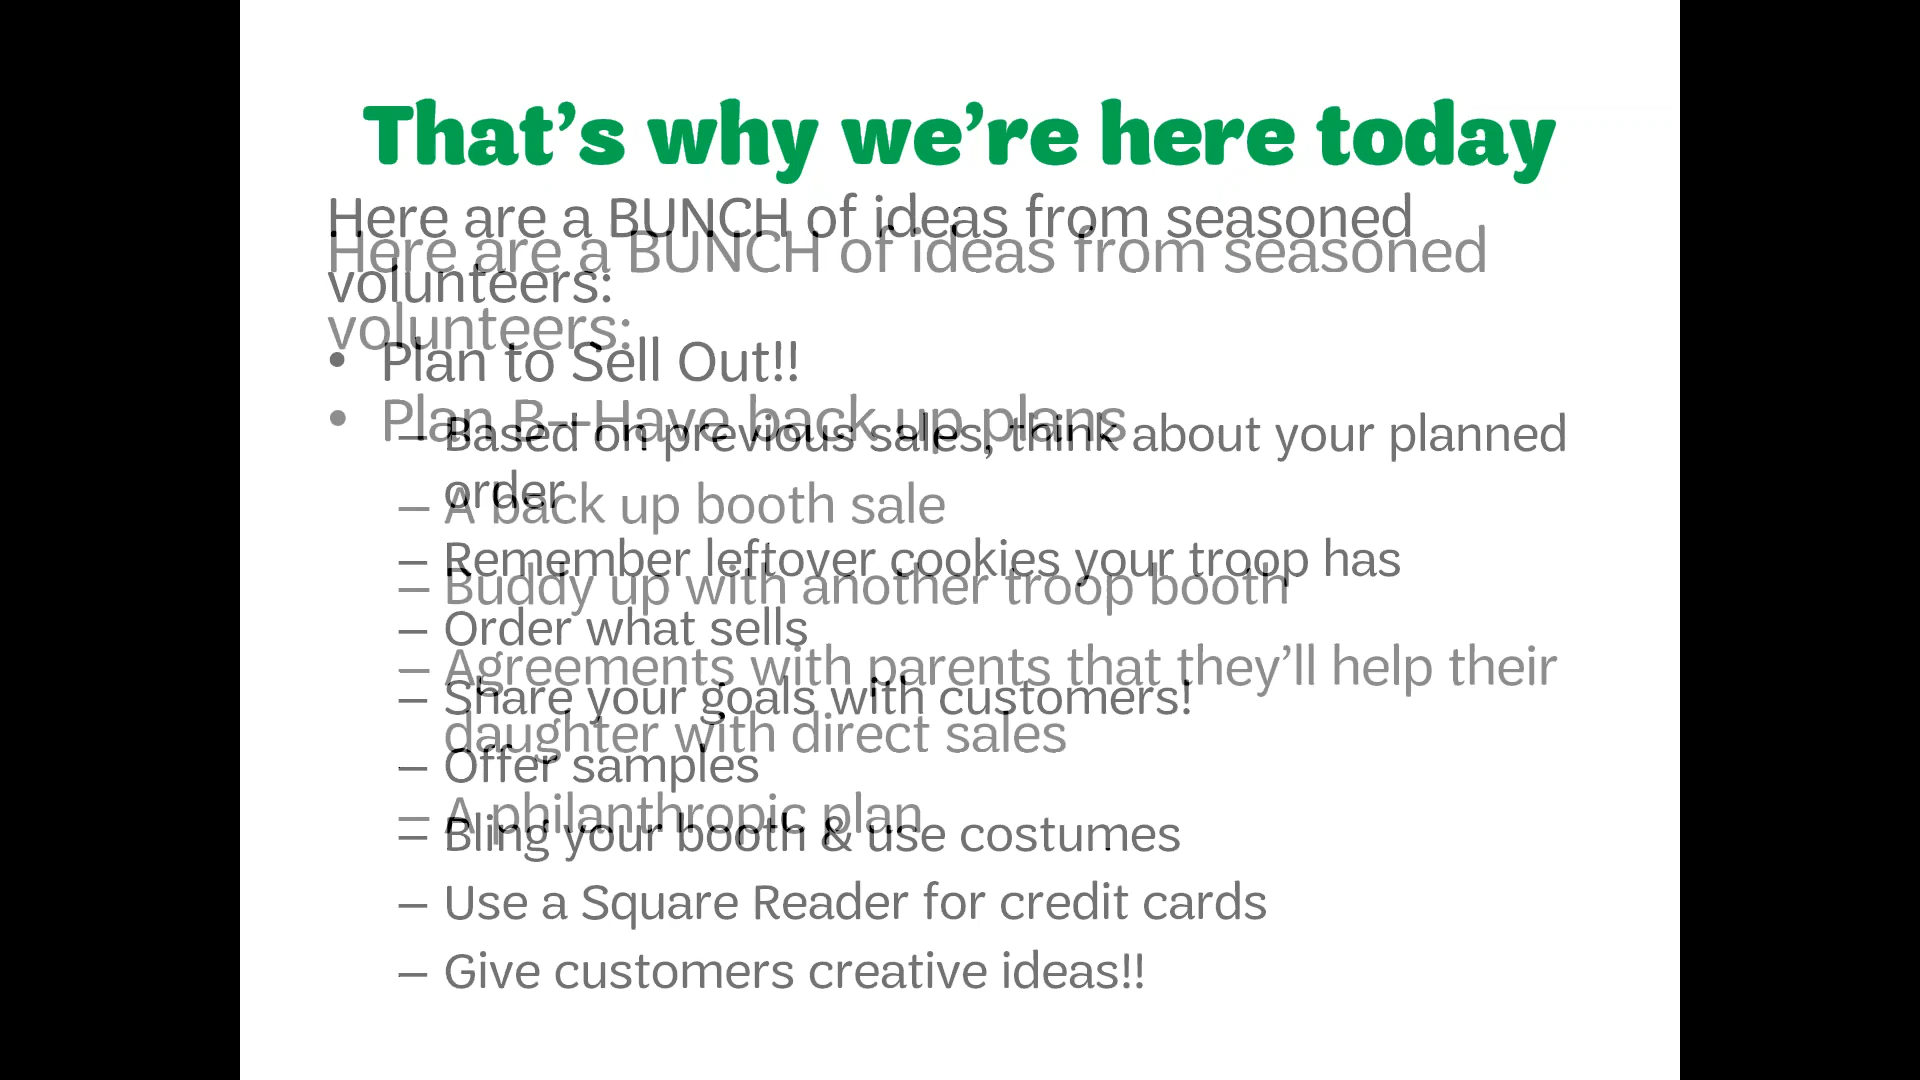 That's why we're here today
Here are a BUNCH of ideas from seasoned
volunteers:
• Plan to Sell Out!!
– Based on previous sales, think about your planned
order
– Remember leftover cookies your troop has
– Order what sells
– Share your goals with customers!
– Offer samples
– Bling your booth & use costumes
– Use a Square Reader for credit cards
– Give customers creative ideas!!
Here are a BUNCH of ideas from seasoned
volunteers:
• Plan B—Have back up plans
– A back up booth sale
– Buddy up with another troop booth
– Agreements with parents that they'll help their
daughter with direct sales
– A philanthropic plan